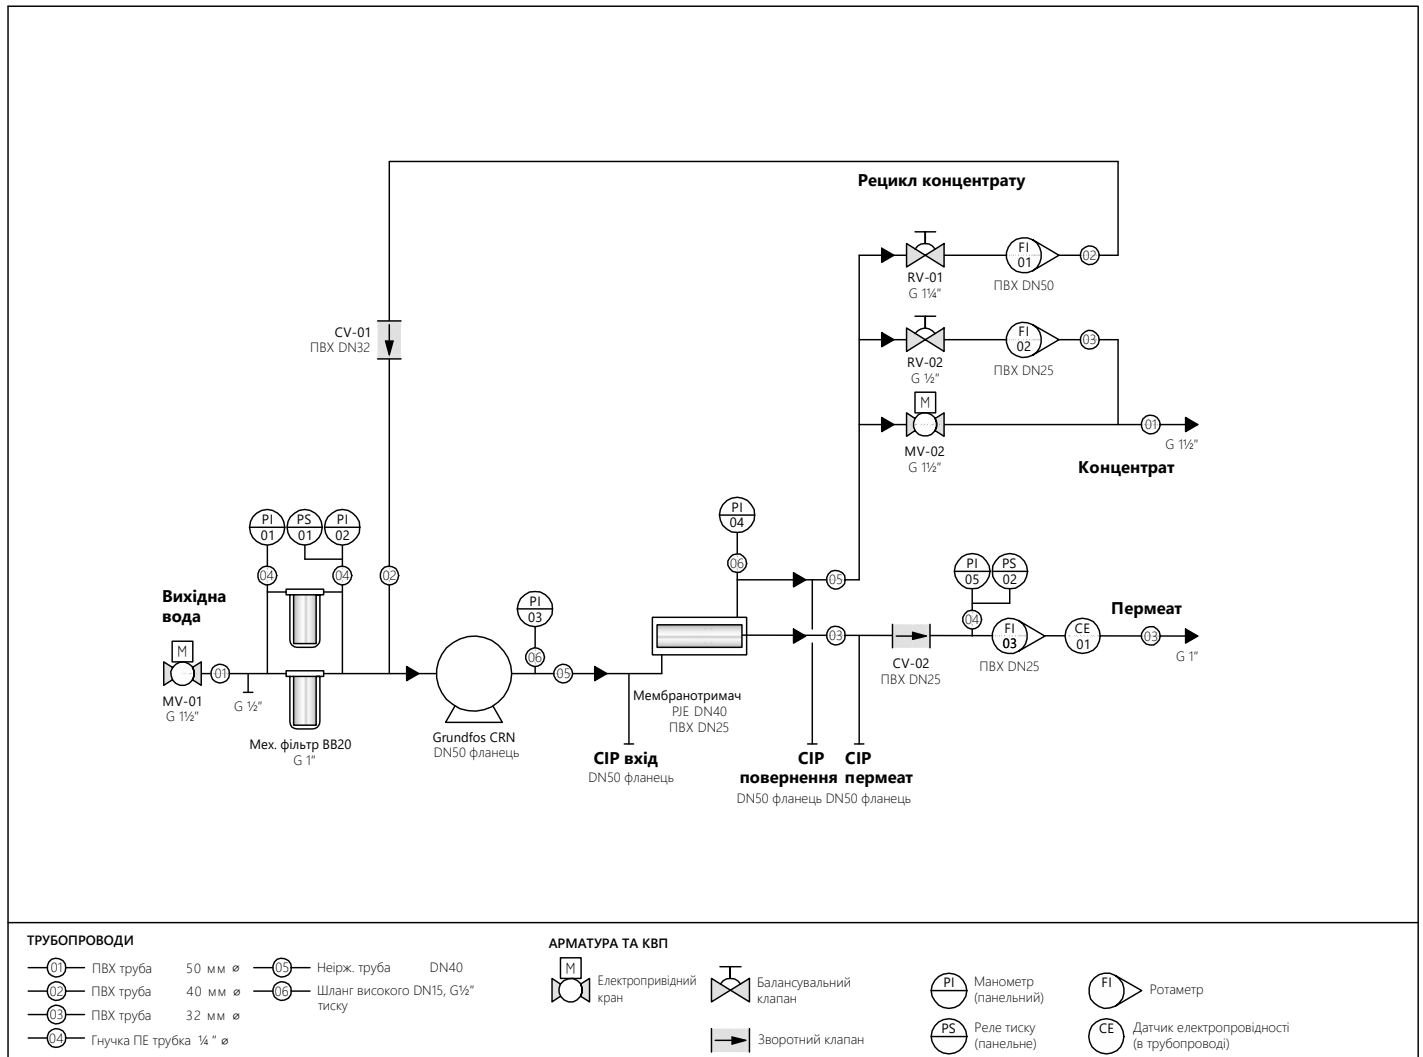 Рецикл концентрату
FI
01
02
RV-01
G 1¼"
ПВХ DN50
CV-01
ПВХ DN32
FI
02
03
RV-02
G ½"
ПВХ DN25
M
01
G 1½"
MV-02
G 1½"
Концентрат
PI
01
PS
01
PI
02
PI
04
04
04
02
06
05
Вихідна
вода
M
01
MV-01
G 1½"
G ½"
Мех. фільтр BB20
G 1"
PI
03
06
05
Grundfos CRN
DN50 фланець
Мембранотримач
PJE DN40
ПВХ DN25
03
CV-02
ПВХ DN25
PI
05
PS
02
04
FI
03
ПВХ DN25
CE
01
Пермеат
03
G 1"
CIP вхід
DN50 фланець
CIP
повернення
DN50 фланець
CIP
пермеат
DN50 фланець
ТРУБОПРОВОДИ
01 ПВХ труба 50 мм ø
02 ПВХ труба 40 мм ø
03 ПВХ труба 32 мм ø
04 Гнучка ПЕ трубка ¼ " ø
05 Неірж. труба DN40
06 Шланг високого DN15, G½"
тиску
АРМАТУРА ТА КВП
M
Електропривідний
кран
Балансувальний
клапан
Зворотний клапан
PI
Манометр
(панельний)
PS
Реле тиску
(панельне)
FI
Ротаметр
CE
Датчик електропровідності
(в трубопроводі)